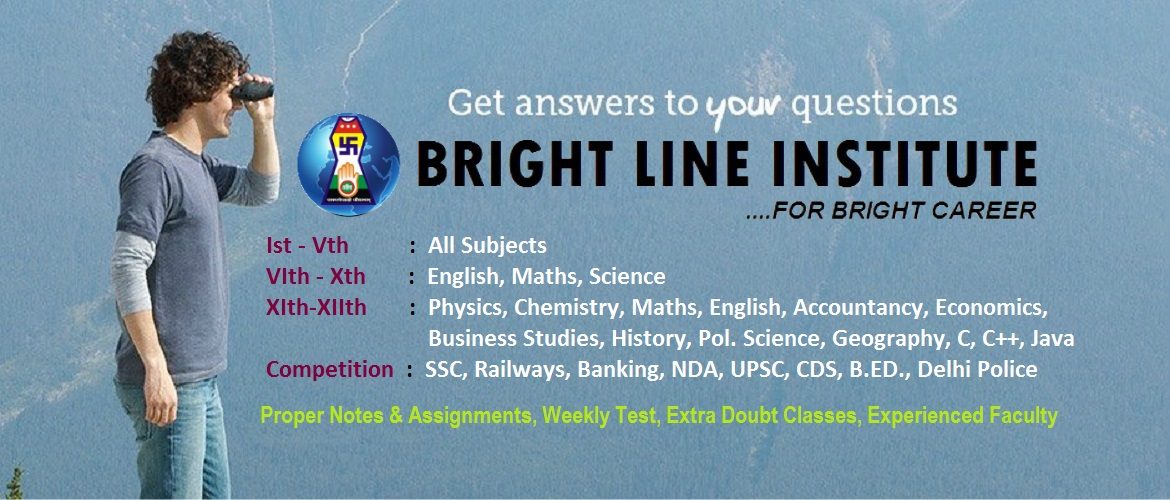 Get answers to your questions
BRIGHT LINE INSTITUTE
....FOR BRIGHT CAREER
Ist - Vth : All Subjects
VIth - Xth : English, Maths, Science
XIth-XIIth : Physics, Chemistry, Maths, English, Accountancy, Economics,
Business Studies, History, Pol. Science, Geography, C, C++, Java
Competition : SSC, Railways, Banking, NDA, UPSC, CDS, B.ED., Delhi Police
Proper Notes & Assignments, Weekly Test, Extra Doubt Classes, Experienced Faculty